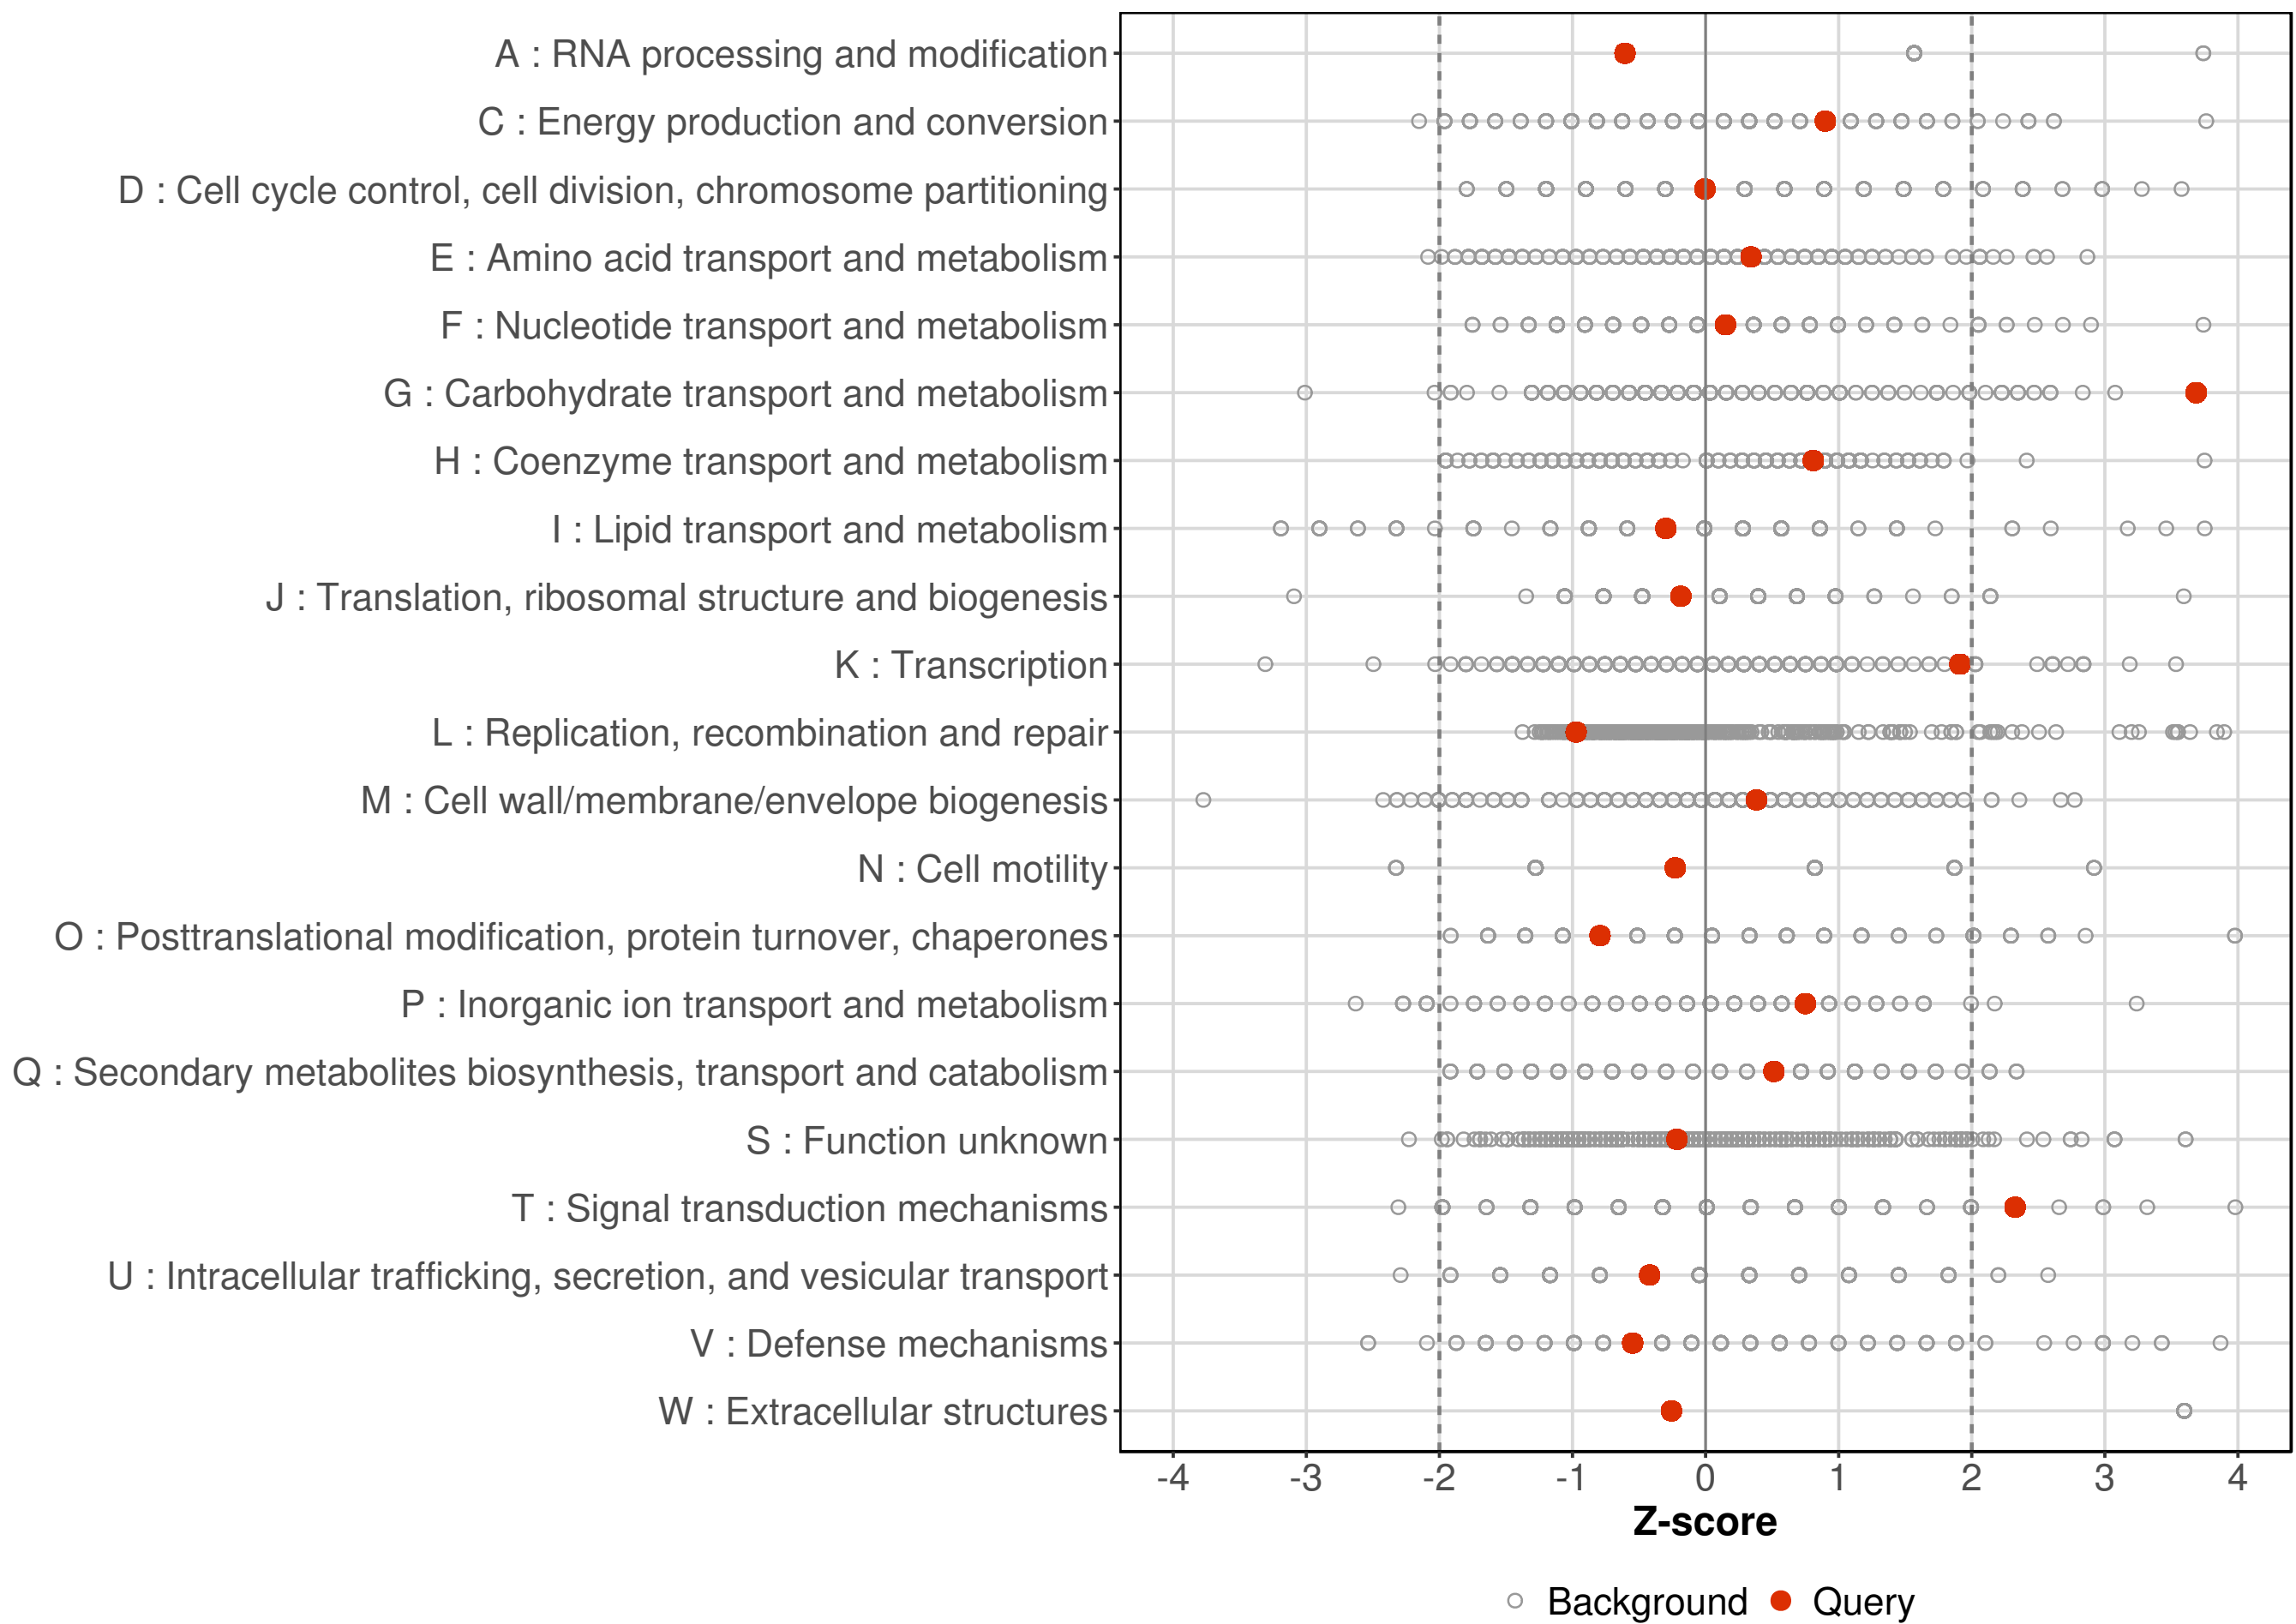 A : RNA processing and modification
C : Energy production and conversion
D : Cell cycle control, cell division, chromosome partitioning
E : Amino acid transport and metabolism
F : Nucleotide transport and metabolism
G : Carbohydrate transport and metabolism
H : Coenzyme transport and metabolism
I : Lipid transport and metabolism
J : Translation, ribosomal structure and biogenesis
K : Transcription
L : Replication, recombination and repair
M : Cell wall/membrane/envelope biogenesis
N : Cell motility
O : Posttranslational modification, protein turnover, chaperones
P : Inorganic ion transport and metabolism
Q : Secondary metabolites biosynthesis, transport and catabolism
S : Function unknown
T : Signal transduction mechanisms
U : Intracellular trafficking, secretion, and vesicular transport
V : Defense mechanisms
W : Extracellular structures
-4 -3 -2 -1 0 1 2 3 4
Z-score
Background Query